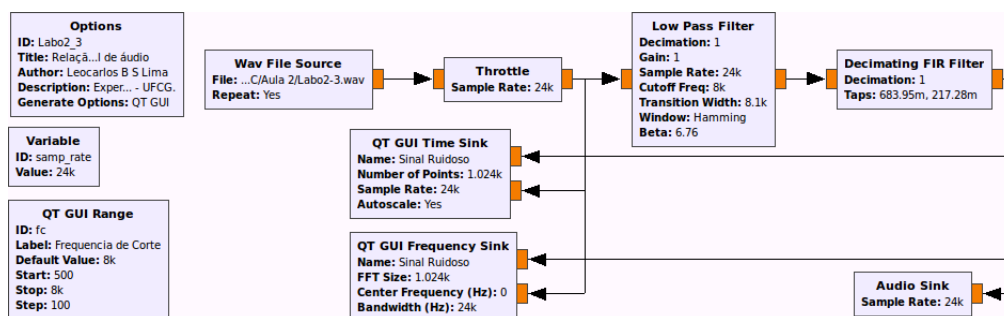 Options
ID: Labo2_3
Title: Relaçã...l de áudio
Author: Leocarlos B S Lima
Description: Exper... - UFCG.
Generate Options: QT GUI
Variable
ID: samp_rate
Value: 24k
QT GUI Range
ID: fc
Label: Frequencia de Corte
Default Value: 8k
Start: 500
Stop: 8k
Step: 100
Wav File Source
File: ...C/Aula 2/Labo2-3.wav
Repeat: Yes
Throttle
Sample Rate: 24k
Low Pass Filter
Decimation: 1
Gain: 1
Sample Rate: 24k
Cutoff Freq: 8k
Transition Width: 8.1k
Window: Hamming
Beta: 6.76
Decimating FIR Filter
Decimation: 1
Taps: 683.95m, 217.28m
QT GUI Time Sink
Name: Sinal Ruidoso
Number of Points: 1.024k
Sample Rate: 24k
Autoscale: Yes
QT GUI Frequency Sink
Name: Sinal Ruidoso
FFT Size: 1.024k
Center Frequency (Hz): 0
Bandwidth (Hz): 24k
Audio Sink
Sample Rate: 24k